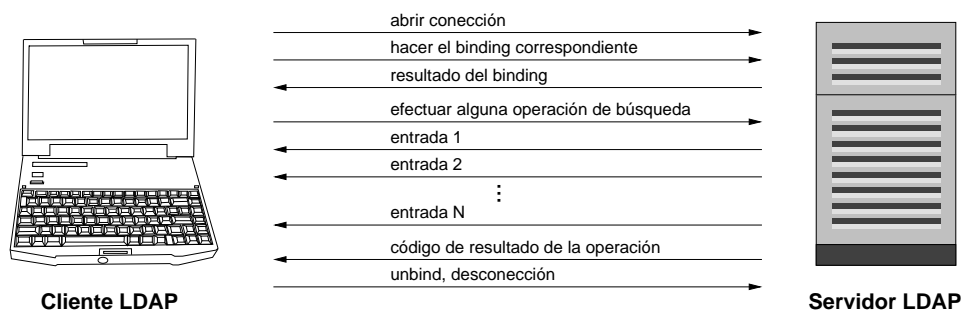 abrir conección
hacer el binding correspondiente
resultado del binding
efectuar alguna operación de búsqueda
entrada 1
entrada 2
⋮
entrada N
código de resultado de la operación
unbind, desconección
Cliente LDAP
Servidor LDAP